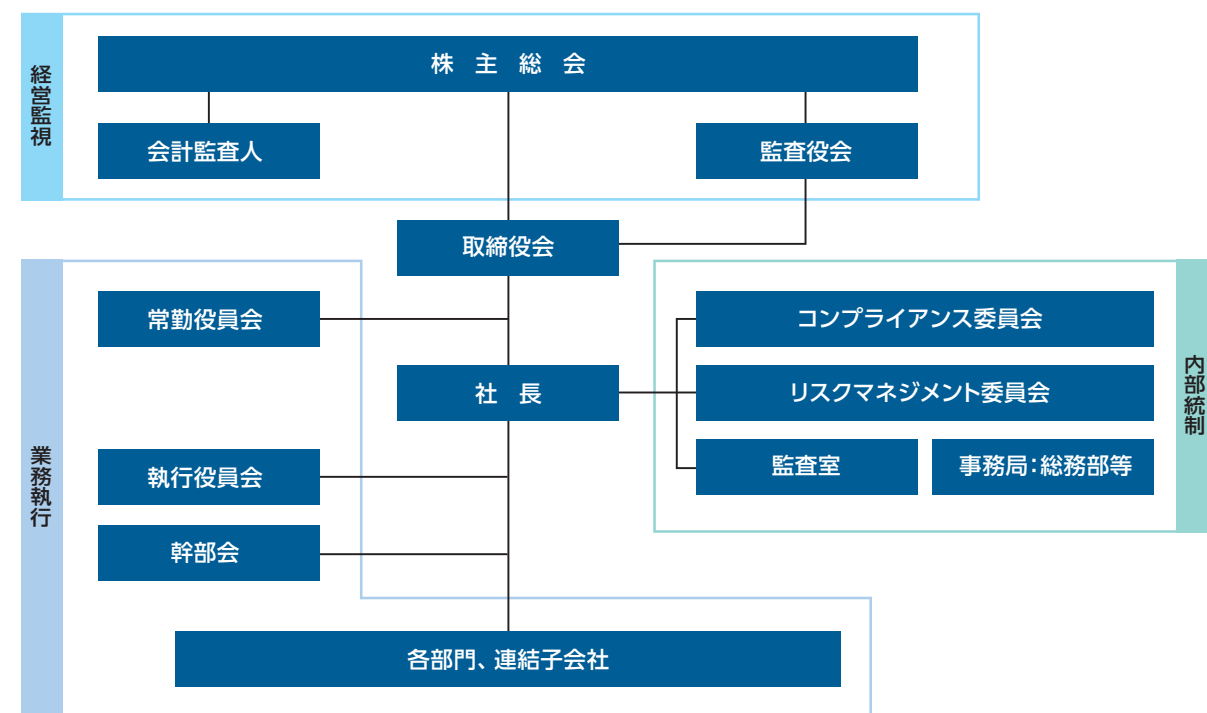 経営監視
株 主 総 会
会計監査人
監査役会
取締役会
業務執行
常勤役員会
社 長
執行役員会
幹部会
各部門、連結子会社
内部統制
コンプライアンス委員会
リスクマネジメント委員会
監査室
事務局：総務部等